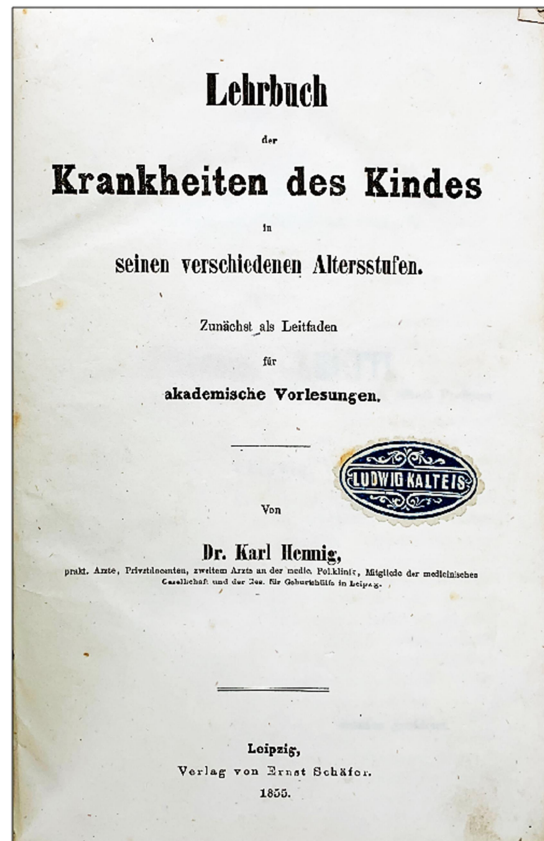 Lehrbuch
der
Krankheiten des Kindes
in
seinen verschiedenen Altersstufen.
Zunächst als Leitfaden
für
akademische Vorlesungen.
LUDWIG KALTEIS
Von
Dr. Karl Hennig,
prakt. Arzte, Privatdocenten, zweitem Arzte an der medic. Poliklinik, Mitgliede der medicinischen
Gesellschaft und der Ges. für Geburtshülfe in Leipzig.
Leipzig,
Verlag von Ernst Schäfer.
1855.